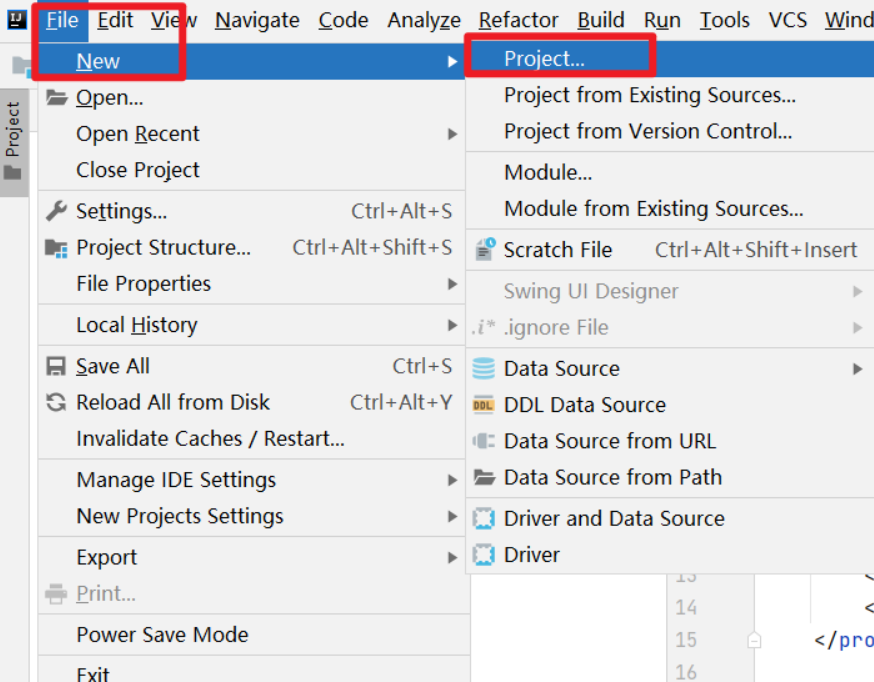 IJ File Edit View Navigate Code Analyze Refactor Build Run Tools VCS Wind
Project
New
Open...
Open Recent
Close Project
Settings... Ctrl+Alt+S
Project Structure... Ctrl+Alt+Shift+S
File Properties
Local History
Save All Ctrl+S
Reload All from Disk Ctrl+Alt+Y
Invalidate Caches / Restart...
Manage IDE Settings
New Projects Settings
Export
Print...
Power Save Mode
Exit
Project...
Project from Existing Sources...
Project from Version Control...
Module...
Module from Existing Sources...
Scratch File Ctrl+Alt+Shift+Insert
Swing UI Designer
.i* .ignore File
Data Source
DDL DDL Data Source
Data Source from URL
Data Source from Path
Driver and Data Source
Driver
13 <
14 <
15 </pro
16